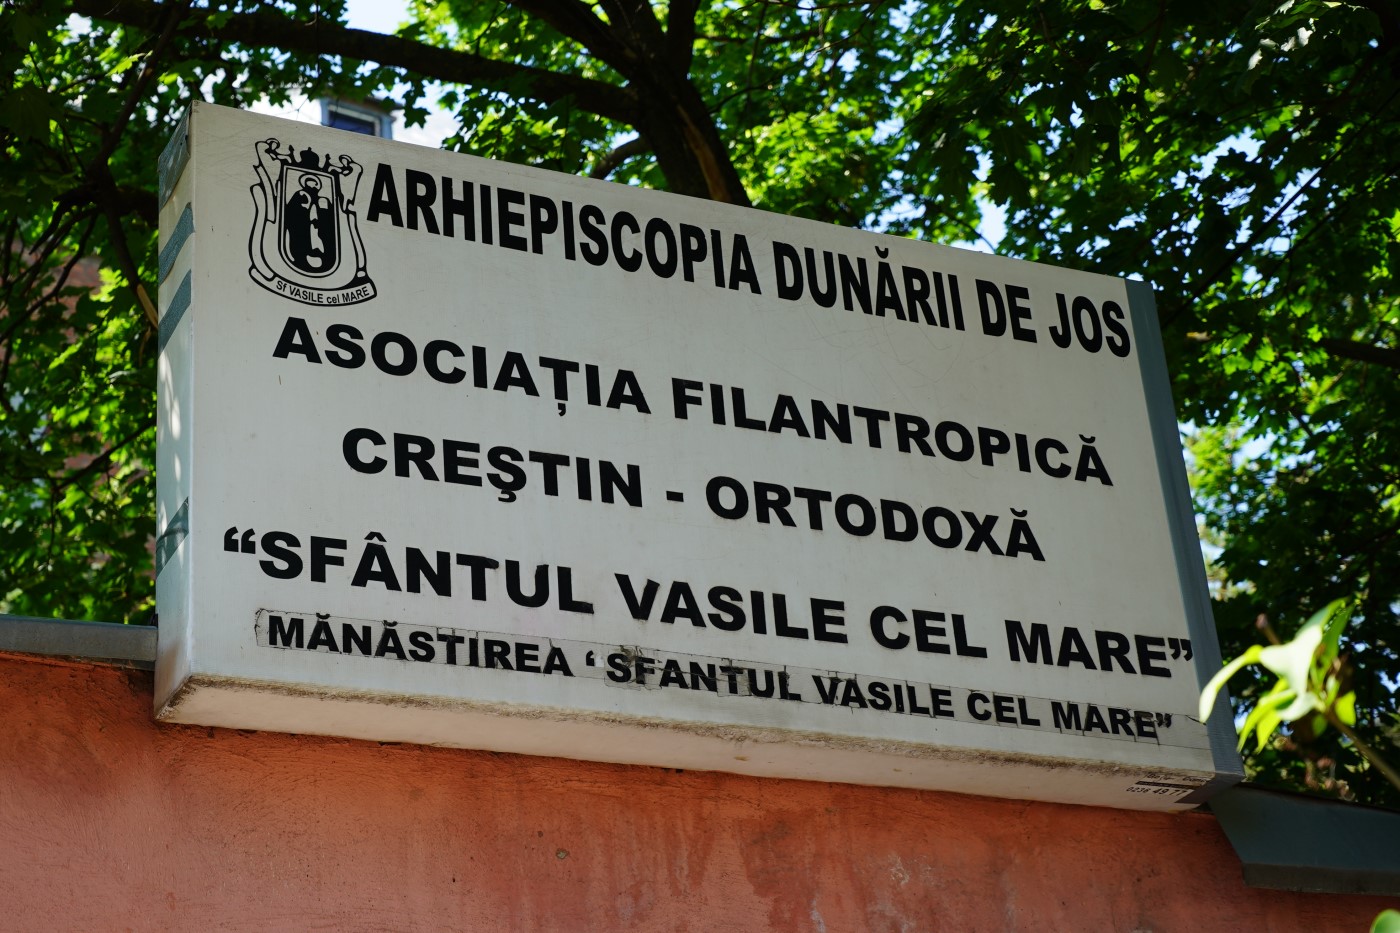 ARHIEPISCOPIA DUNĂRII DE JOS
Sf VASILE cel MARE
ASOCIAȚIA FILANTROPICĂ
CREŞTIN - ORTODOXĂ
“SFÂNTUL VASILE CEL MARE”
MĂNĂSTIREA ‘ SFANTUL VASILE CEL MARE”